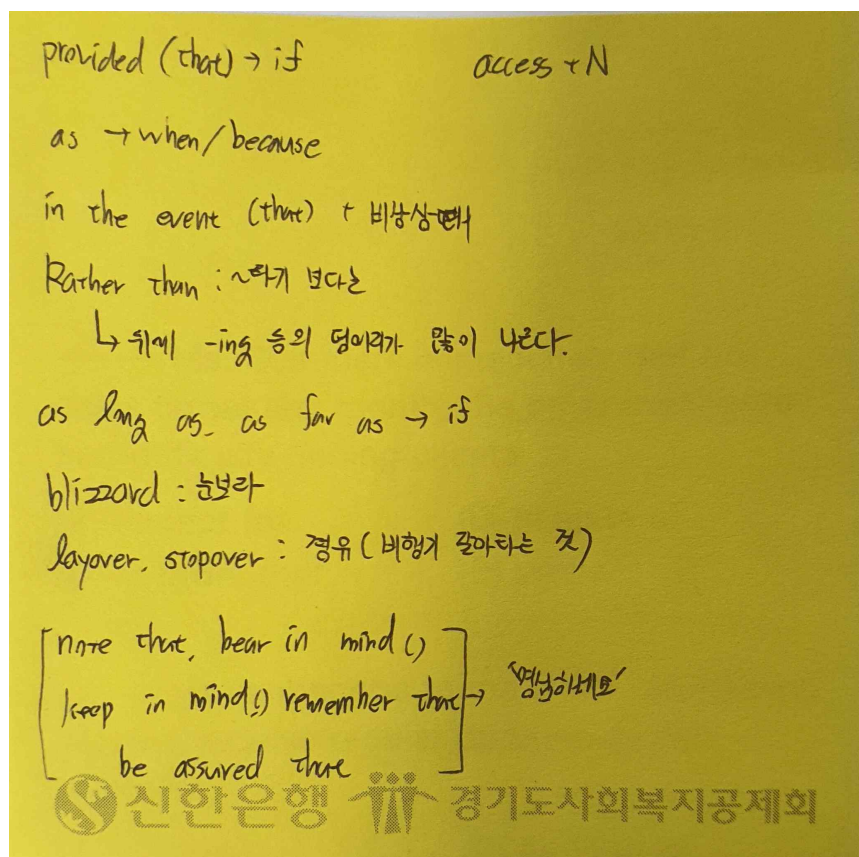 provided (that) → if
access + N
as → when/because
in the event (that) + 비상상태
Rather than : ~하기 보다는
↳ 뒤에 -ing 등의 덩어리가 많이 나온다.
as long as, as far as → if
blizzard : 눈보라
layover, stopover : 경유 (비행기 갈아타는 것)
note that, bear in mind ()
keep in mind () remember that → '명심하세요'
be assured that
신한은행 경기도사회복지공제회